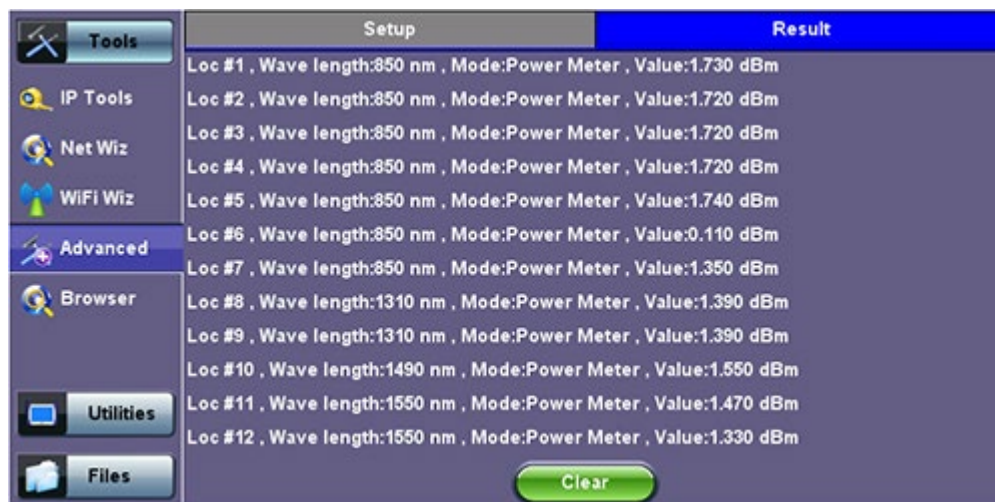 Tools
IP Tools
Net Wiz
WiFi Wiz
Advanced
Browser
Utilities
Files
Setup
Result
Loc #1 , Wave length:850 nm , Mode:Power Meter , Value:1.730 dBm
Loc #2 , Wave length:850 nm , Mode:Power Meter , Value:1.720 dBm
Loc #3 , Wave length:850 nm , Mode:Power Meter , Value:1.720 dBm
Loc #4 , Wave length:850 nm , Mode:Power Meter , Value:1.720 dBm
Loc #5 , Wave length:850 nm , Mode:Power Meter , Value:1.740 dBm
Loc #6 , Wave length:850 nm , Mode:Power Meter , Value:0.110 dBm
Loc #7 , Wave length:850 nm , Mode:Power Meter , Value:1.350 dBm
Loc #8 , Wave length:1310 nm , Mode:Power Meter , Value:1.390 dBm
Loc #9 , Wave length:1310 nm , Mode:Power Meter , Value:1.390 dBm
Loc #10 , Wave length:1490 nm , Mode:Power Meter , Value:1.550 dBm
Loc #11 , Wave length:1550 nm , Mode:Power Meter , Value:1.470 dBm
Loc #12 , Wave length:1550 nm , Mode:Power Meter , Value:1.330 dBm
Clear